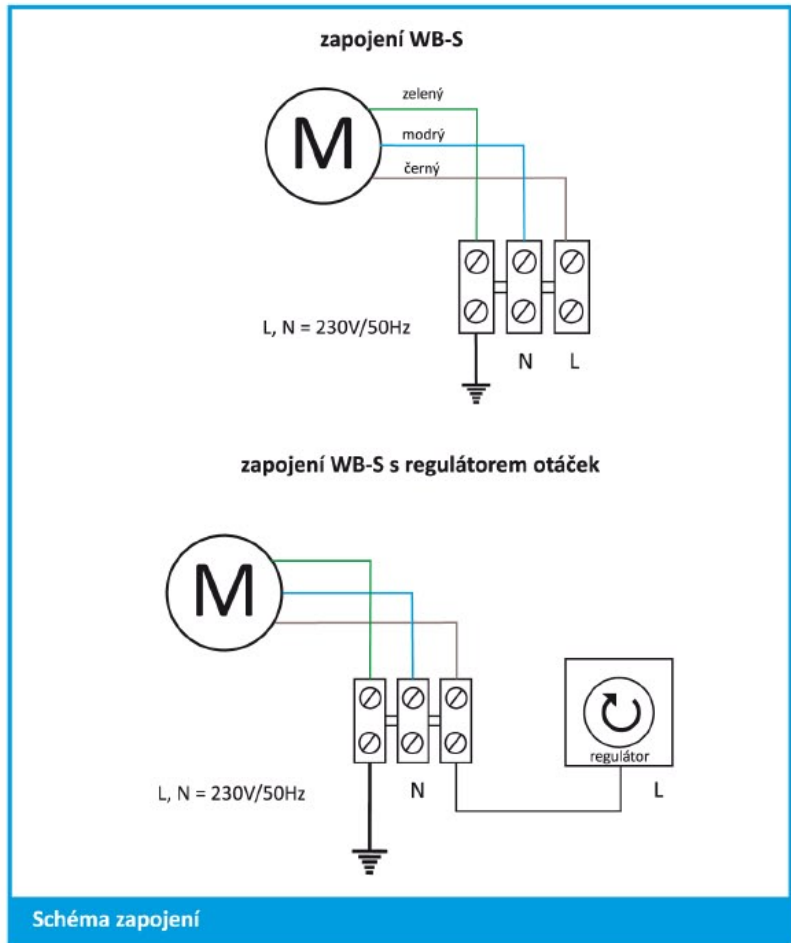 zapojení WB-S
zelený
modrý
černý
M
L, N = 230V/50Hz
N L
zapojení WB-S s regulátorem otáček
M
regulátor
L, N = 230V/50Hz
N
L
Schéma zapojení